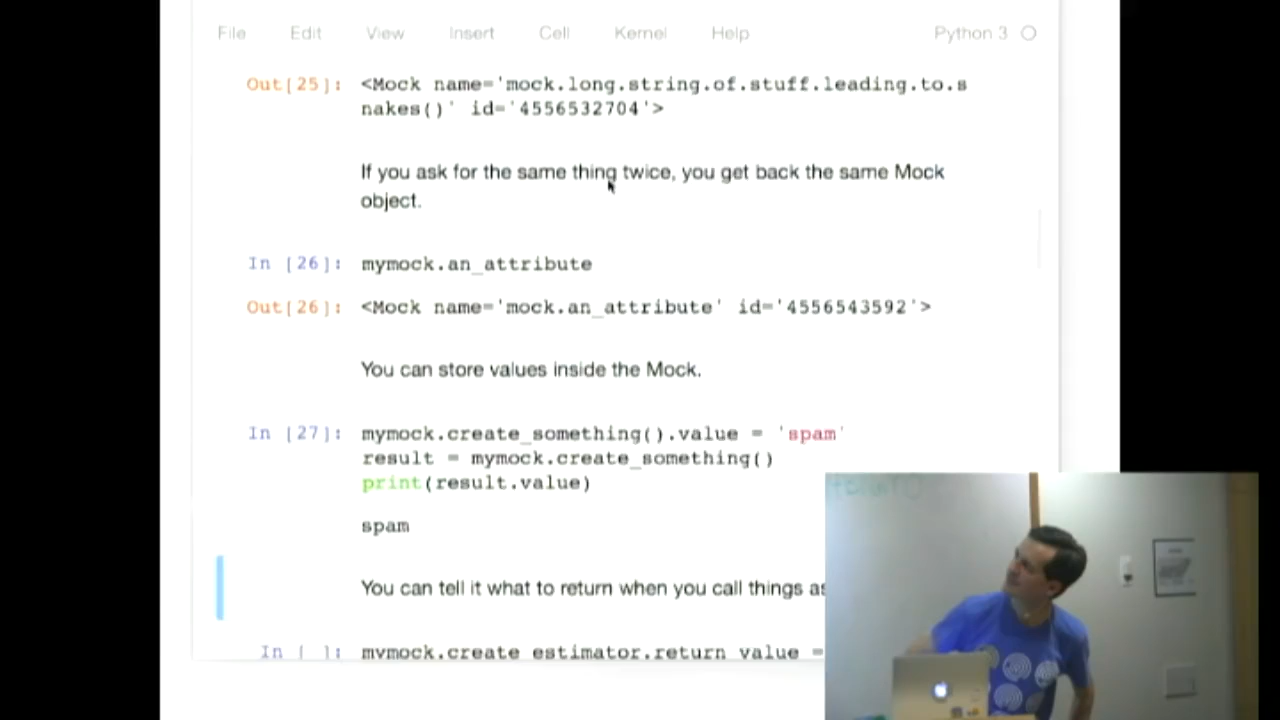 File Edit View Insert Cell Kernel Help Python 3
Out[25]: <Mock name='mock.long.string.of.stuff.leading.to.s
nakes()' id='4556532704'>
If you ask for the same thing twice, you get back the same Mock
object.
In [26]: mymock.an_attribute
Out[26]: <Mock name='mock.an_attribute' id='4556543592'>
You can store values inside the Mock.
In [27]: mymock.create_something().value = 'spam'
result = mymock.create_something()
print(result.value)
spam
You can tell it what to return when you call things as
In [ ]: mymock.create_estimator.return_value =